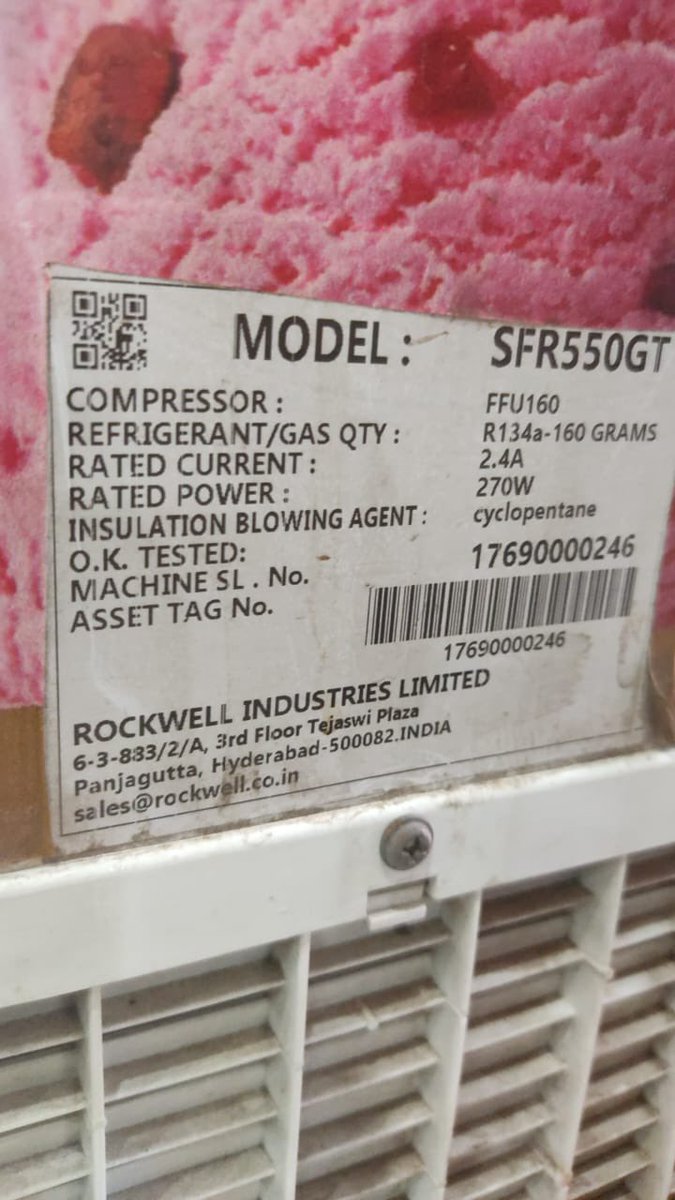 MODEL : SFR550GT
COMPRESSOR : FFU160
REFRIGERANT/GAS QTY : R134a-160 GRAMS
RATED CURRENT : 2.4A
RATED POWER : 270W
INSULATION BLOWING AGENT : cyclopentane
O.K. TESTED:
MACHINE SL . No. 17690000246
ASSET TAG No.
17690000246
ROCKWELL INDUSTRIES LIMITED
6-3-883/2/A, 3rd Floor Tejaswi Plaza
Panjagutta, Hyderabad-500082.INDIA
sales@rockwell.co.in